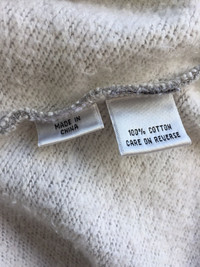 MADE IN
CHINA
100% COTTON
CARE ON REVERSE